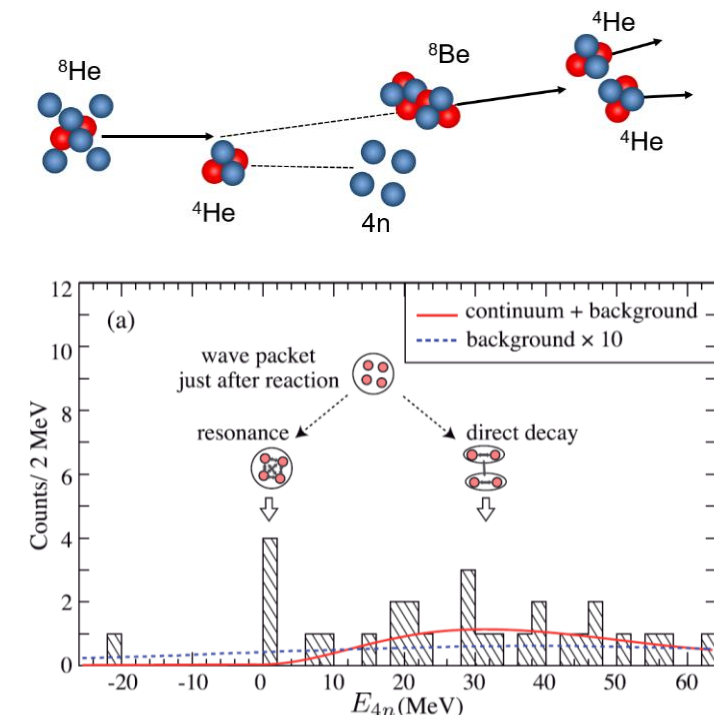 ⁸He
⁴He
⁸Be
4n
⁴He
⁴He
(a)
continuum + background
background × 10
wave packet
just after reaction
resonance
direct decay
Counts/ 2 MeV
12
10
8
6
4
2
0
-20 -10 0 10 20 30 40 50 60
E₄ₙ(MeV)